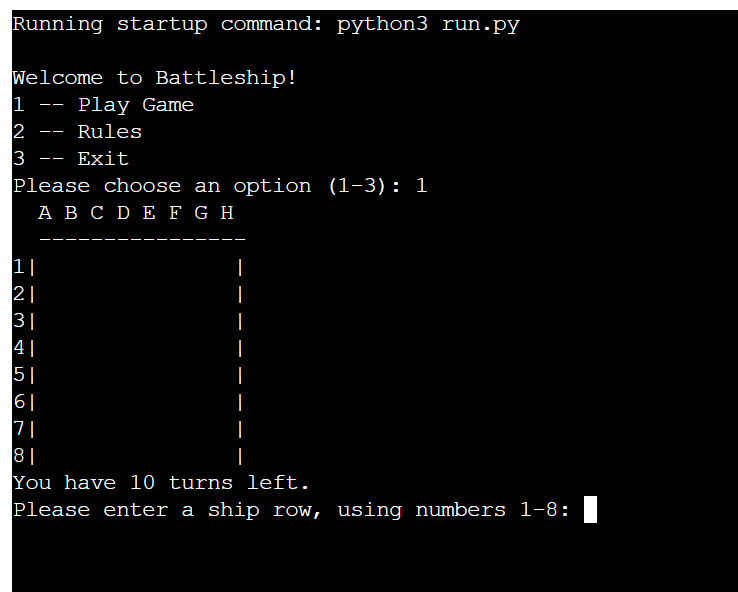 Running startup command: python3 run.py
Welcome to Battleship!
1 -- Play Game
2 -- Rules
3 -- Exit
Please choose an option (1-3): 1
  A B C D E F G H
  ----------------
1|                |
2|                |
3|                |
4|                |
5|                |
6|                |
7|                |
8|                |
You have 10 turns left.
Please enter a ship row, using numbers 1-8: